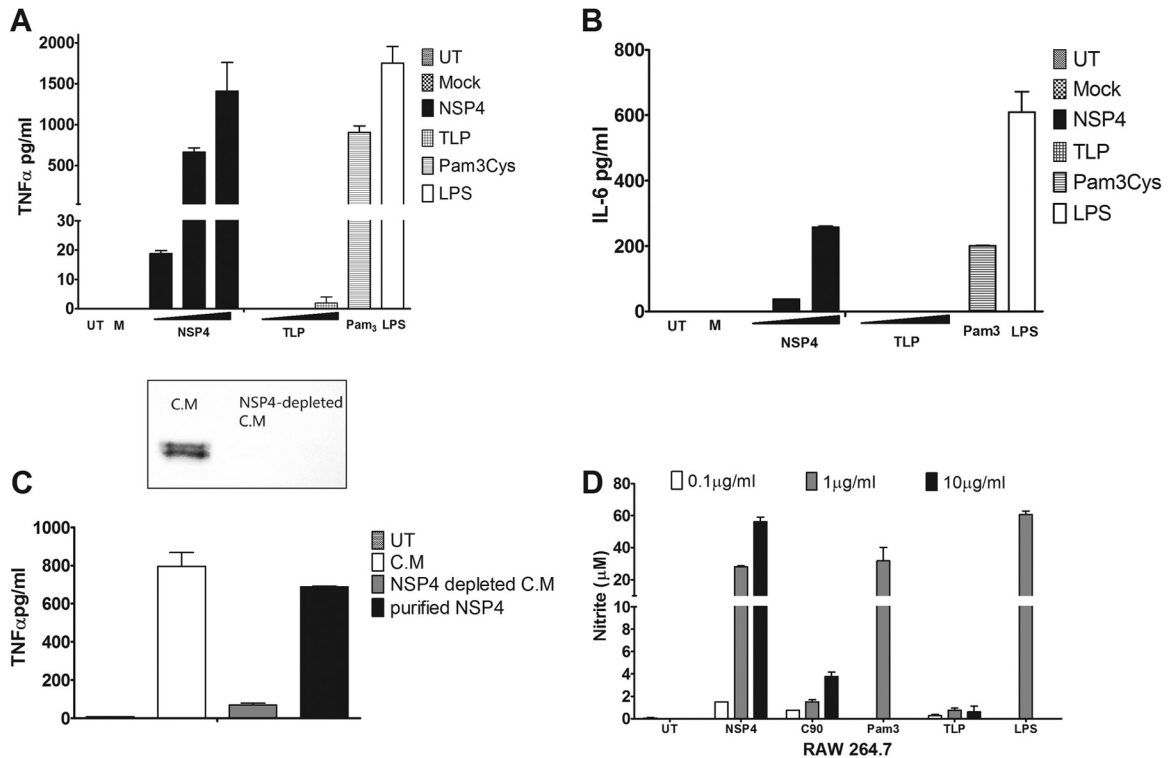 A
TNFα pg/ml
2000
1500
1000
500
30
20
10
0
UT M
NSP4
TLP
Pam3 LPS
UT
Mock
NSP4
TLP
Pam3Cys
LPS
B
IL-6 pg/ml
800
600
400
200
0
UT
M
NSP4
TLP
Pam3
LPS
UT
Mock
NSP4
TLP
Pam3Cys
LPS
C.M
NSP4-depleted
C.M
C
TNFαpg/ml
1000
800
600
400
200
0
UT
C.M
NSP4 depleted C.M
purified NSP4
D
0.1µg/ml
1µg/ml
10µg/ml
Nitrite (µM)
80
60
40
20
10
8
6
4
2
0
UT
NSP4
C90
Pam3
TLP
LPS
RAW 264.7